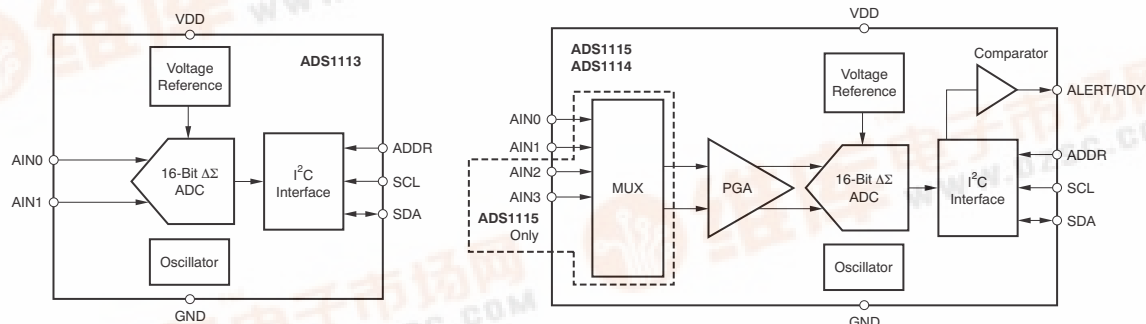 VDD
ADS1113
Voltage
Reference
AIN0
AIN1
16-Bit ΔΣ
ADC
I²C
Interface
ADDR
SCL
SDA
Oscillator
GND
VDD
ADS1115
ADS1114
Comparator
Voltage
Reference
ALERT/RDY
AIN0
AIN1
AIN2
AIN3
MUX
PGA
16-Bit ΔΣ
ADC
I²C
Interface
ADDR
SCL
SDA
ADS1115
Only
Oscillator
GND